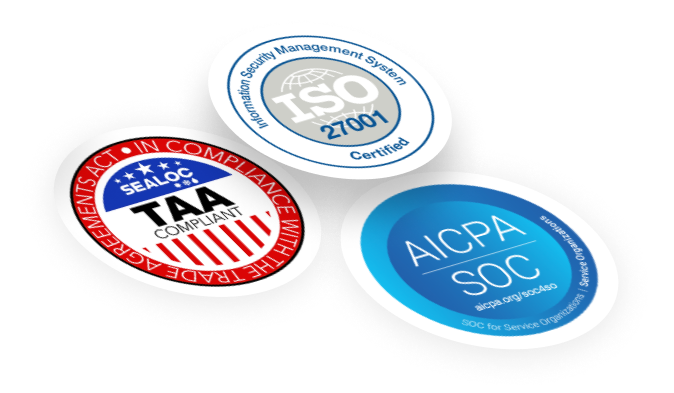 Information Security Management System
ISO
27001
Certified
IN COMPLIANCE WITH THE TRADE AGREEMENTS ACT •
SEALOC
TAA
COMPLIANT
AICPA
SOC
aicpa.org/soc4so
SOC for Service Organizations | Service Organizations